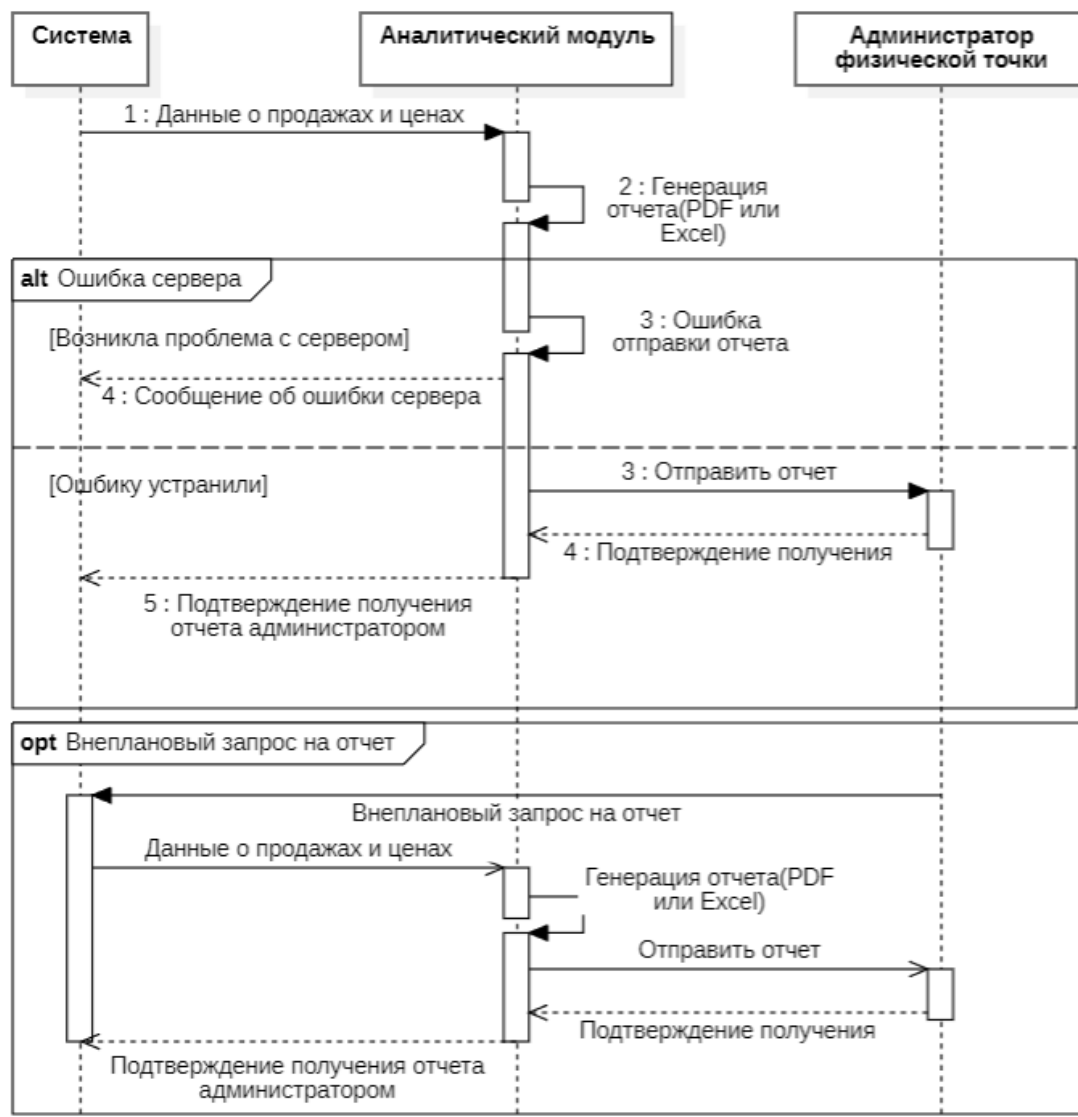 Система
Аналитический модуль
Администратор
физической точки
1 : Данные о продажах и ценах
2 : Генерация
отчета(PDF или
Excel)
alt Ошибка сервера
[Возникла проблема с сервером]
3 : Ошибка
отправки отчета
4 : Сообщение об ошибки сервера
[Ошбику устранили]
3 : Отправить отчет
4 : Подтверждение получения
5 : Подтверждение получения
отчета администратором
opt Внеплановый запрос на отчет
Внеплановый запрос на отчет
Данные о продажах и ценах
Генерация отчета(PDF
или Excel)
Отправить отчет
Подтверждение получения
Подтверждение получения отчета
администратором